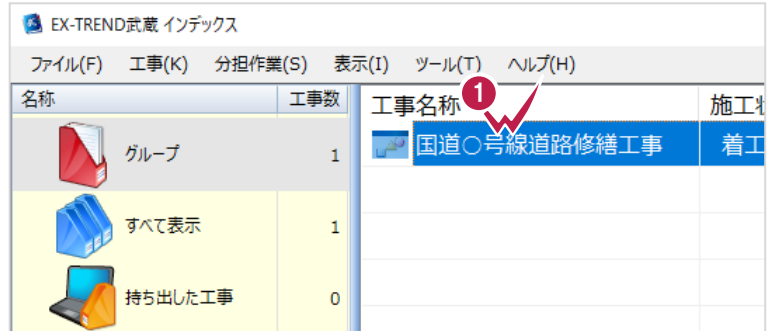 EX-TREND武蔵 インデックス
ファイル(F) 工事(K) 分担作業(S) 表示(I) ツール(T) ヘルプ(H)
名称 工事数 工事名称 施工
1
グループ 1 国道○号線道路修繕工事 着工
すべて表示 1
持ち出した工事 0